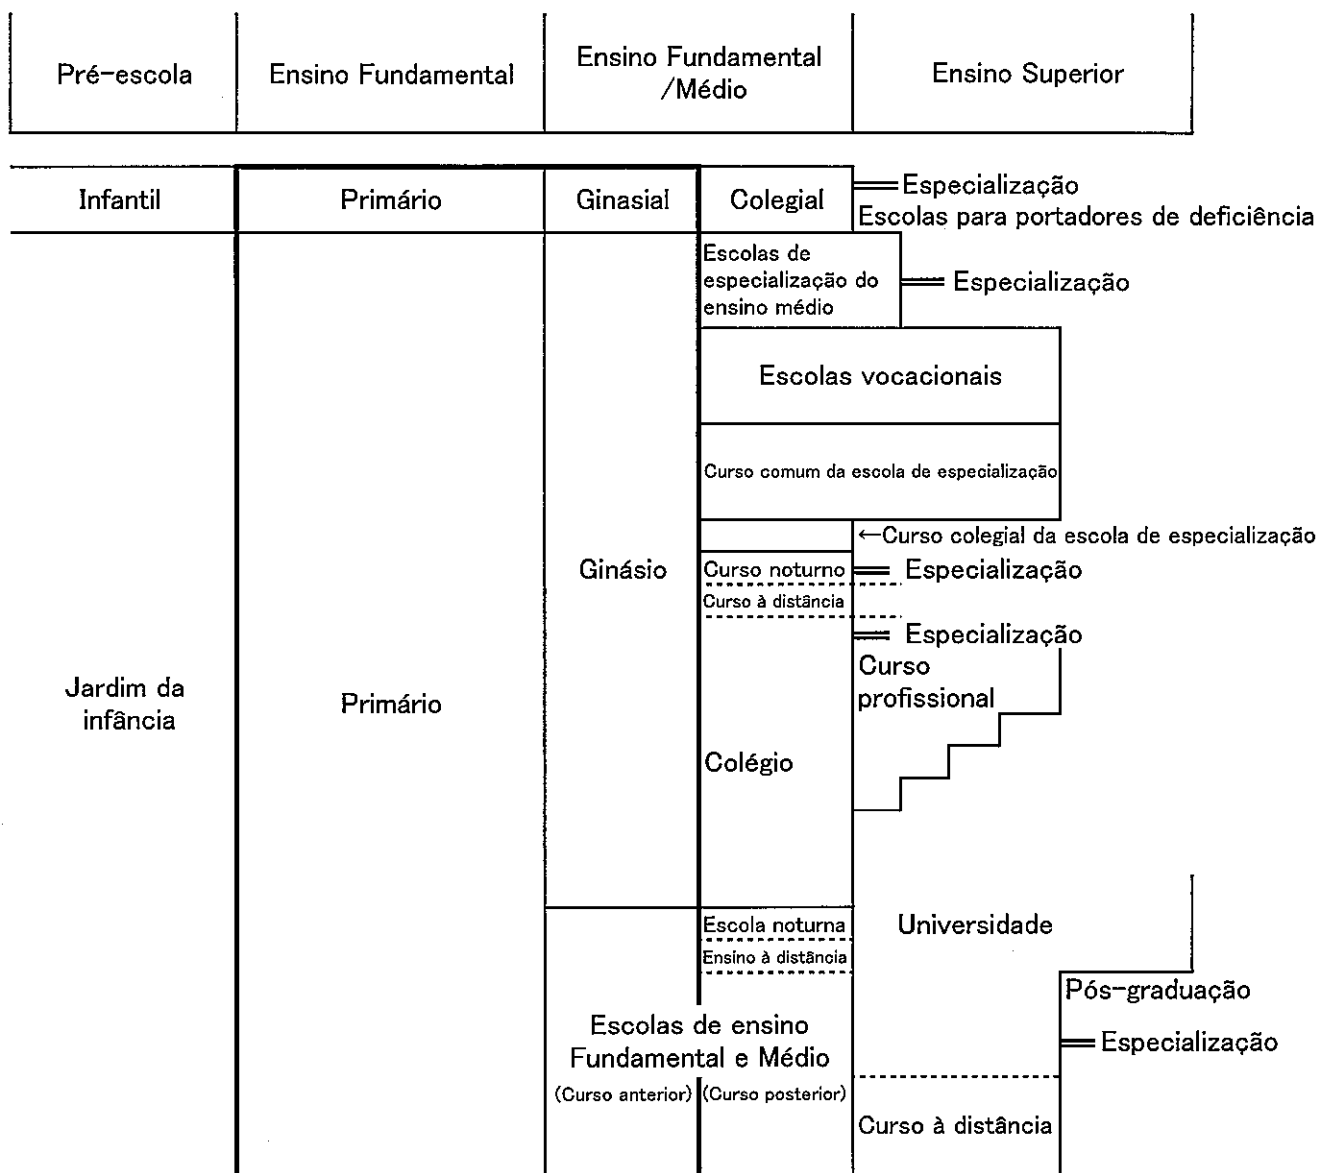 Pré-escola
Ensino Fundamental
Ensino Fundamental
/Médio
Ensino Superior
Infantil
Primário
Ginasial
Colegial
Especialização
Escolas para portadores de deficiência
Escolas de
especialização do
ensino médio
Especialização
Escolas vocacionais
Curso comum da escola de especialização
←Curso colegial da escola de especialização
Ginásio
Curso noturno
Especialização
Curso à distância
Especialização
Curso
profissional
Jardim da
infância
Primário
Colégio
Escola noturna
Universidade
Ensino à distância
Pós-graduação
Escolas de ensino
Fundamental e Médio
Especialização
(Curso anterior)
(Curso posterior)
Curso à distância